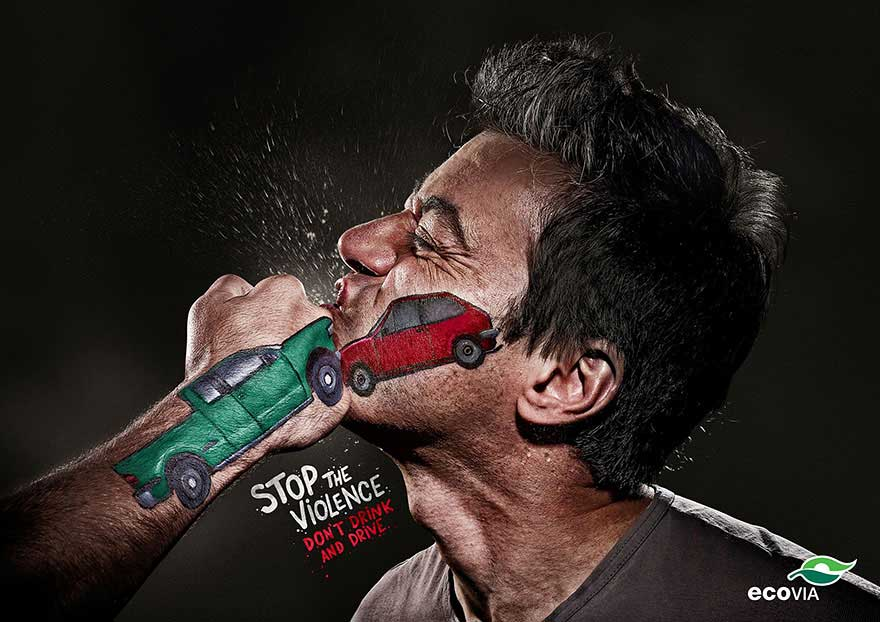 STOP THE
VIOLENCE
DON'T DRINK
AND DRIVE
ecoVIA